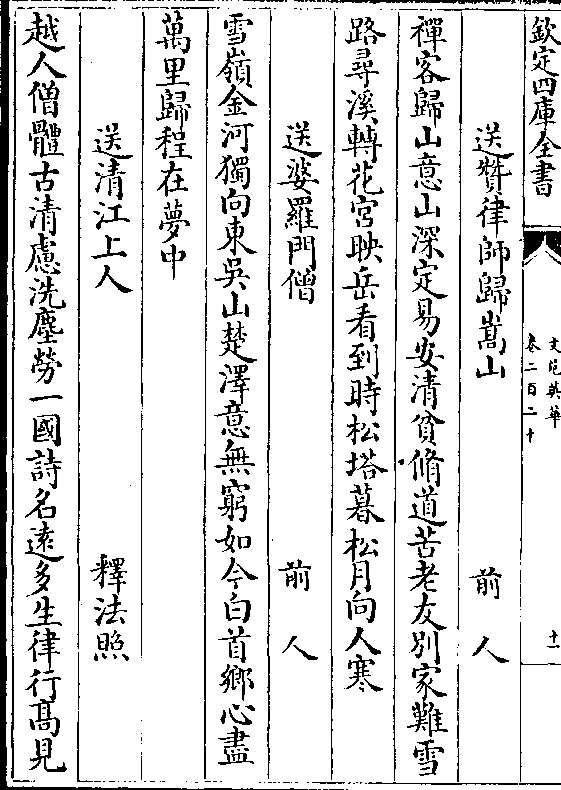 欽定四庫全書
文苑英華
卷二百二十
十一
送贊律師歸嵩山
前人
禪客歸山意山深定易安清貧脩道苦老友別家難雪
路尋溪轉花宮映岳看到時松塔暮松月向人寒
送婆羅門僧
前人
雪嶺金河獨向東吳山楚澤意無窮如今白首鄉心盡
萬里歸程在夢中
送清江上人
釋法照
越人僧體古清慮洗塵勞一國詩名遠多生律行髙見